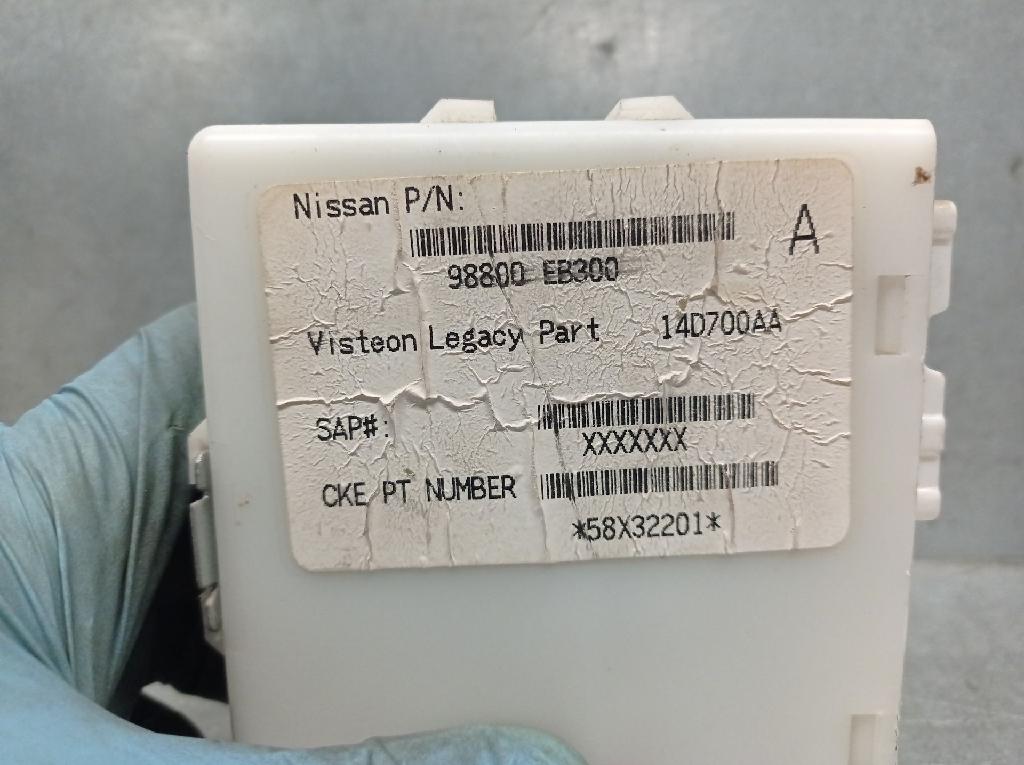 Nissan P/N:
A
98800 EB300
Visteon Legacy Part 14D700AA
SAP#:
XXXXXXX
CKE PT NUMBER
*58X32201*